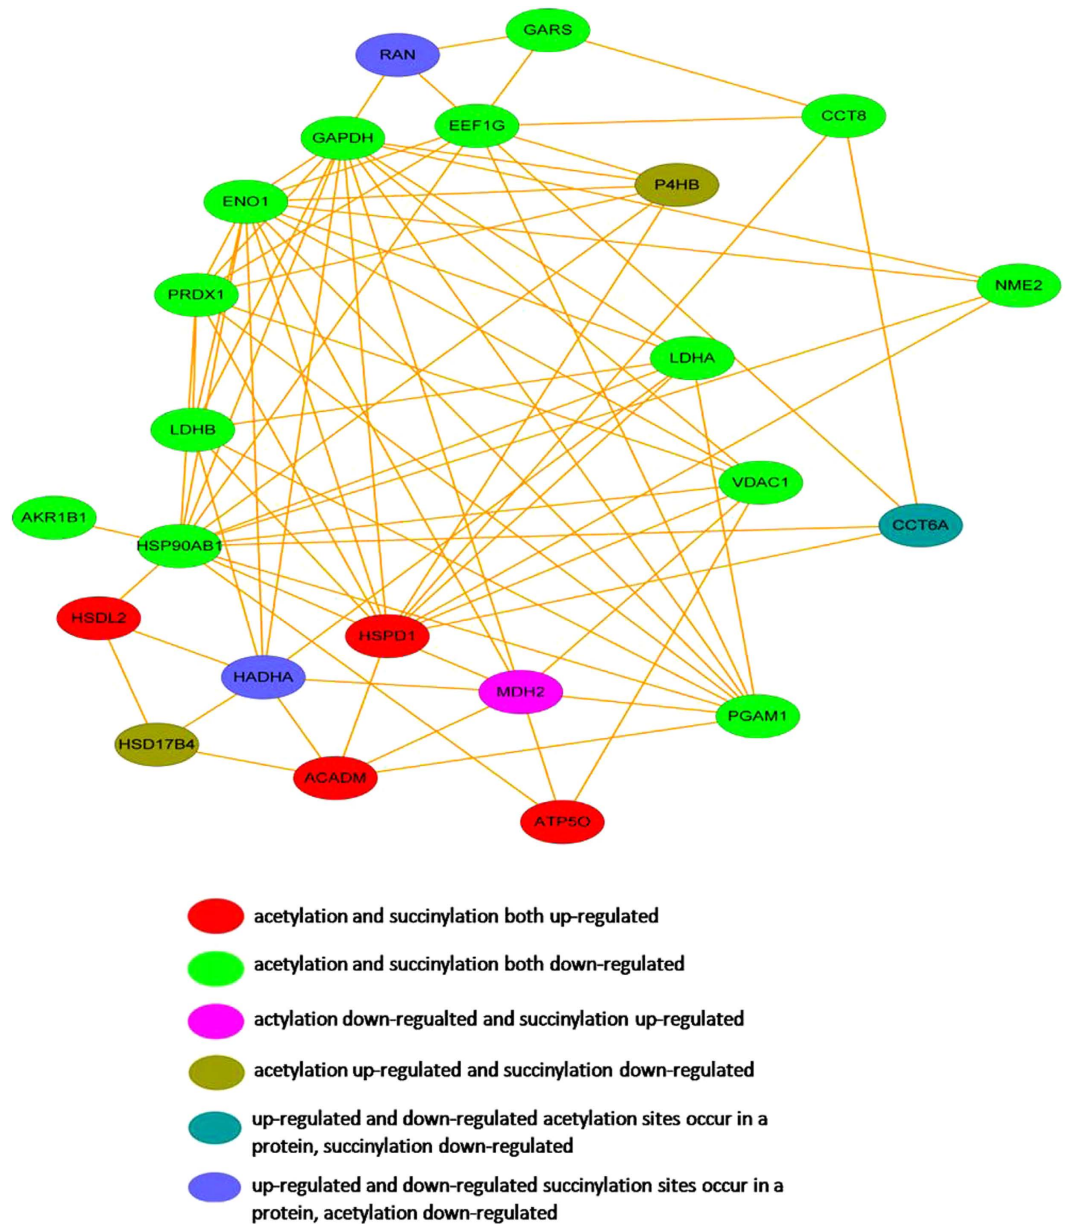 GARS
RAN
CCT8
EEF1G
GAPDH
P4HB
ENO1
NME2
PRDX1
LDHA
LDHB
VDAC1
AKR1B1
CCT6A
HSP90AB1
HSDL2
HSPD1
HADHA
MDH2
PGAM1
HSD17B4
ACADM
ATP5O
acetylation and succinylation both up-regulated
acetylation and succinylation both down-regulated
actylation down-regualted and succinylation up-regulated
acetylation up-regulated and succinylation down-regulated
up-regulated and down-regulated acetylation sites occur in a
protein, succinylation down-regulated
up-regulated and down-regulated succinylation sites occur in a
protein, acetylation down-regulated